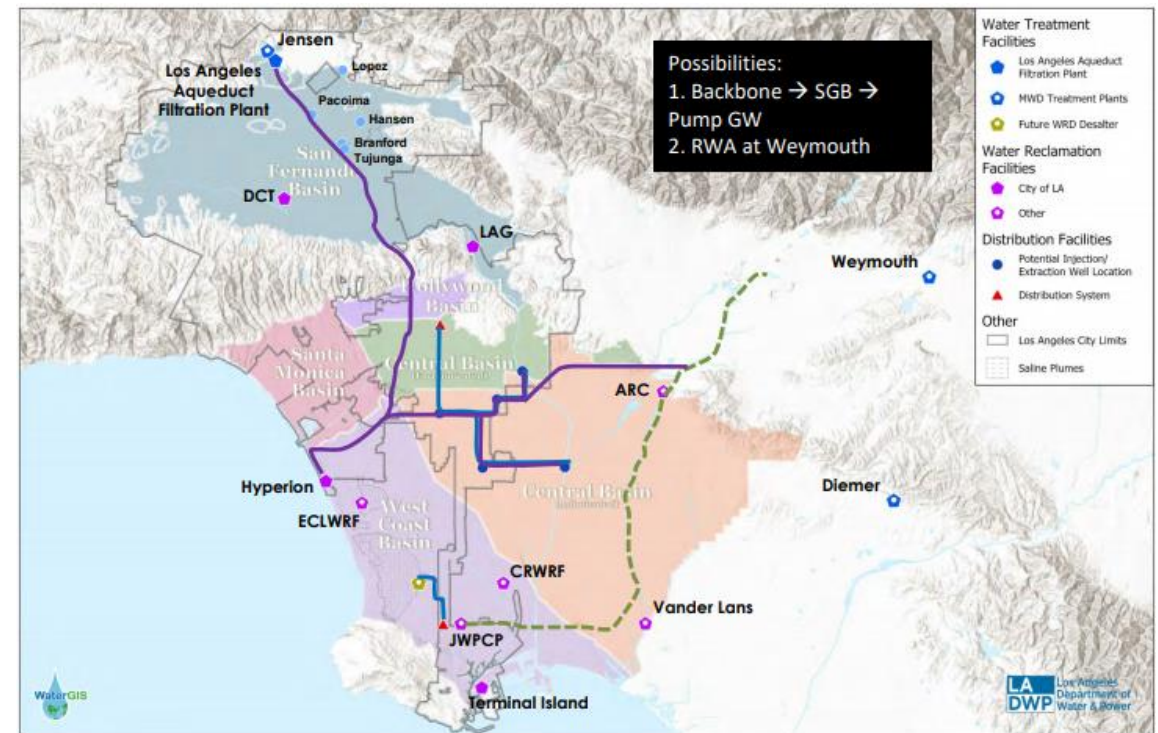 Jensen
Los Angeles
Aqueduct
Filtration Plant
Lopez
Pacoima
Hansen
Branford
Tujunga
San
Fernando
Basin
DCT
LAG
Hollywood
Basin
Santa
Monica
Basin
Central Basin
Central Basin
West
Coast
Basin
Hyperion
ECLWRF
CRWRF
JWPCP
Terminal Island
Vander Lans
ARC
Weymouth
Diemer
Possibilities:
1. Backbone → SGB →
Pump GW
2. RWA at Weymouth
Water Treatment
Facilities
Los Angeles Aqueduct
Filtration Plant
MWD Treatment Plants
Future WRD Desalter
Water Reclamation
Facilities
City of LA
Other
Distribution Facilities
Potential Injection/
Extraction Well Location
Distribution System
Other
Los Angeles City Limits
Saline Plumes
WaterGIS
LA
DWP
Los Angeles
Department of
Water & Power